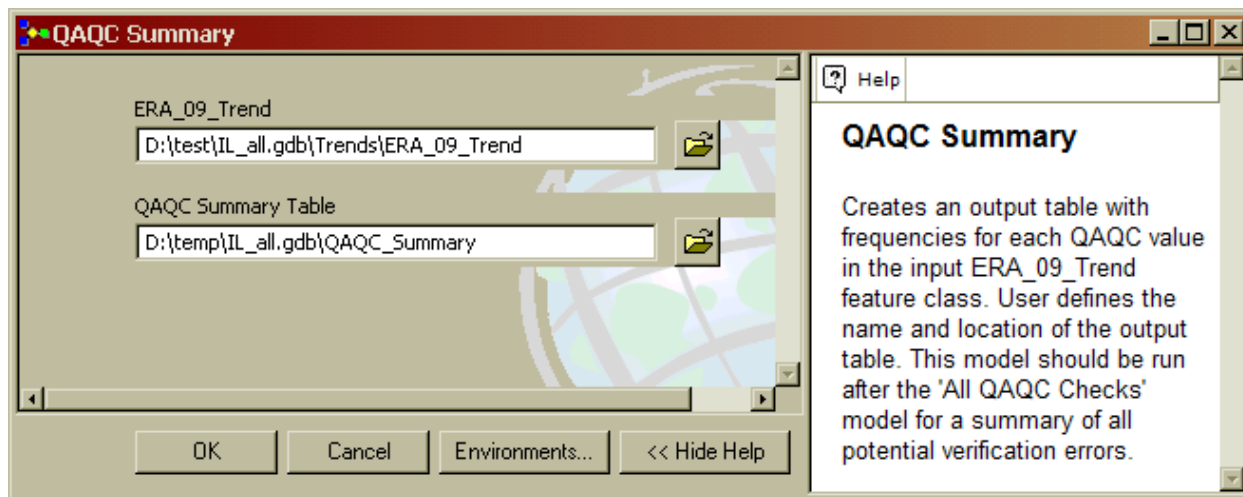 QAQC Summary
ERA_09_Trend
D:\test\IL_all.gdb\Trends\ERA_09_Trend
QAQC Summary Table
D:\temp\IL_all.gdb\QAQC_Summary
OK
Cancel
Environments...
<< Hide Help
Help
QAQC Summary
Creates an output table with
frequencies for each QAQC value
in the input ERA_09_Trend
feature class. User defines the
name and location of the output
table. This model should be run
after the 'All QAQC Checks'
model for a summary of all
potential verification errors.